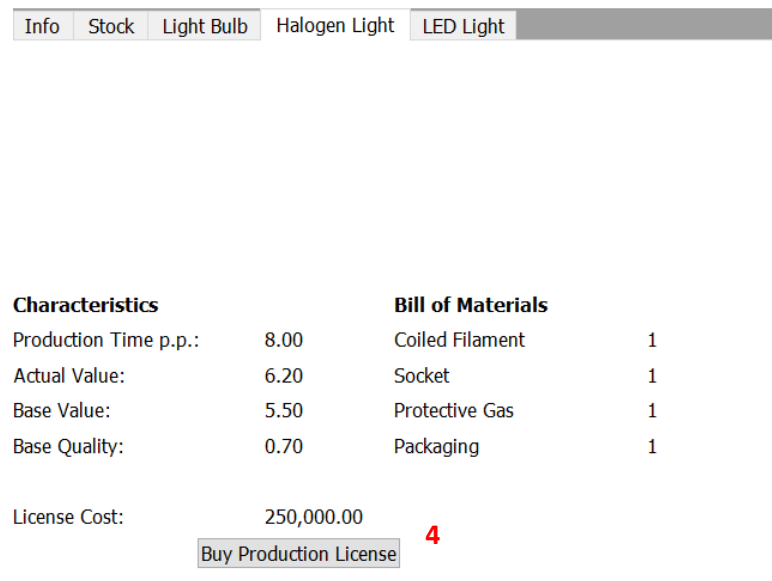 Info Stock Light Bulb Halogen Light LED Light
Characteristics Bill of Materials
Production Time p.p.: 8.00 Coiled Filament 1
Actual Value: 6.20 Socket 1
Base Value: 5.50 Protective Gas 1
Base Quality: 0.70 Packaging 1
License Cost: 250,000.00
4
Buy Production License